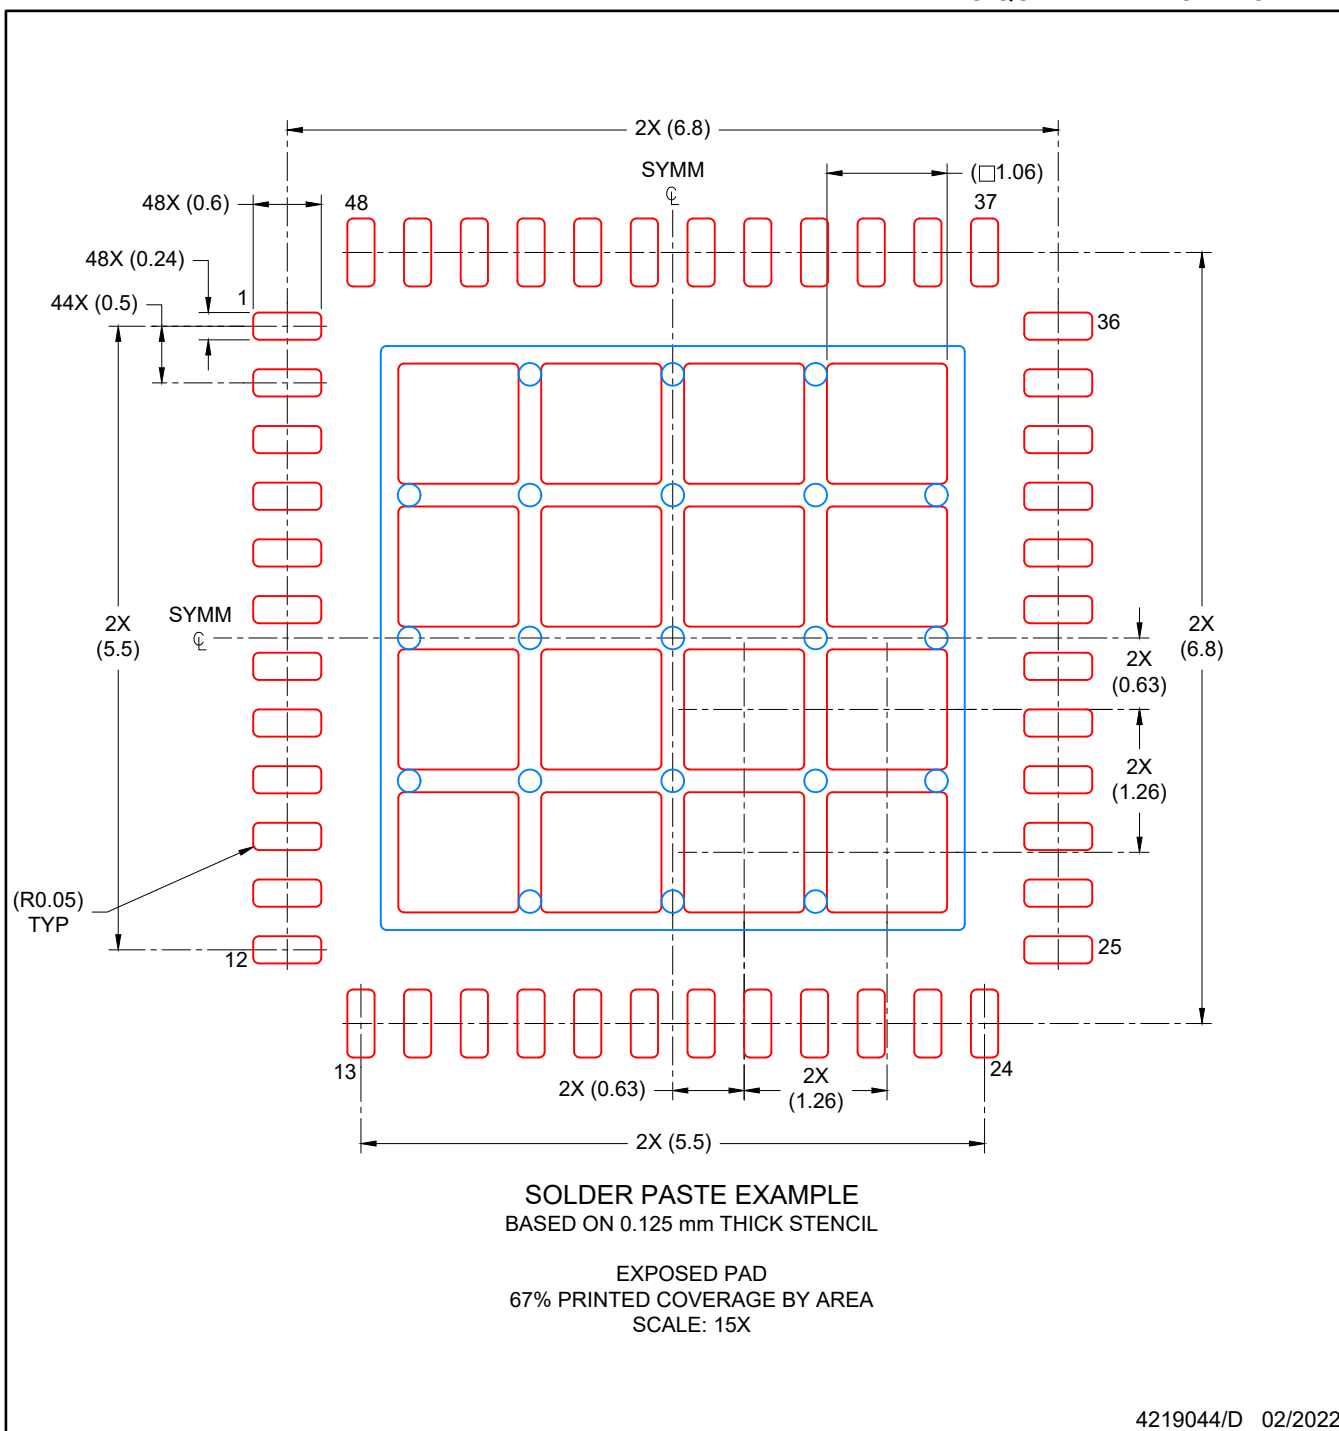 2X (6.8)
SYMM
(□1.06)
48X (0.6)
48
37
48X (0.24)
1
44X (0.5)
36
SYMM
2X
(5.5)
2X
(6.8)
2X
(0.63)
2X
(1.26)
(R0.05)
TYP
12
25
13
24
2X (0.63)
2X
(1.26)
2X (5.5)
SOLDER PASTE EXAMPLE
BASED ON 0.125 mm THICK STENCIL
EXPOSED PAD
67% PRINTED COVERAGE BY AREA
SCALE: 15X
4219044/D 02/2022